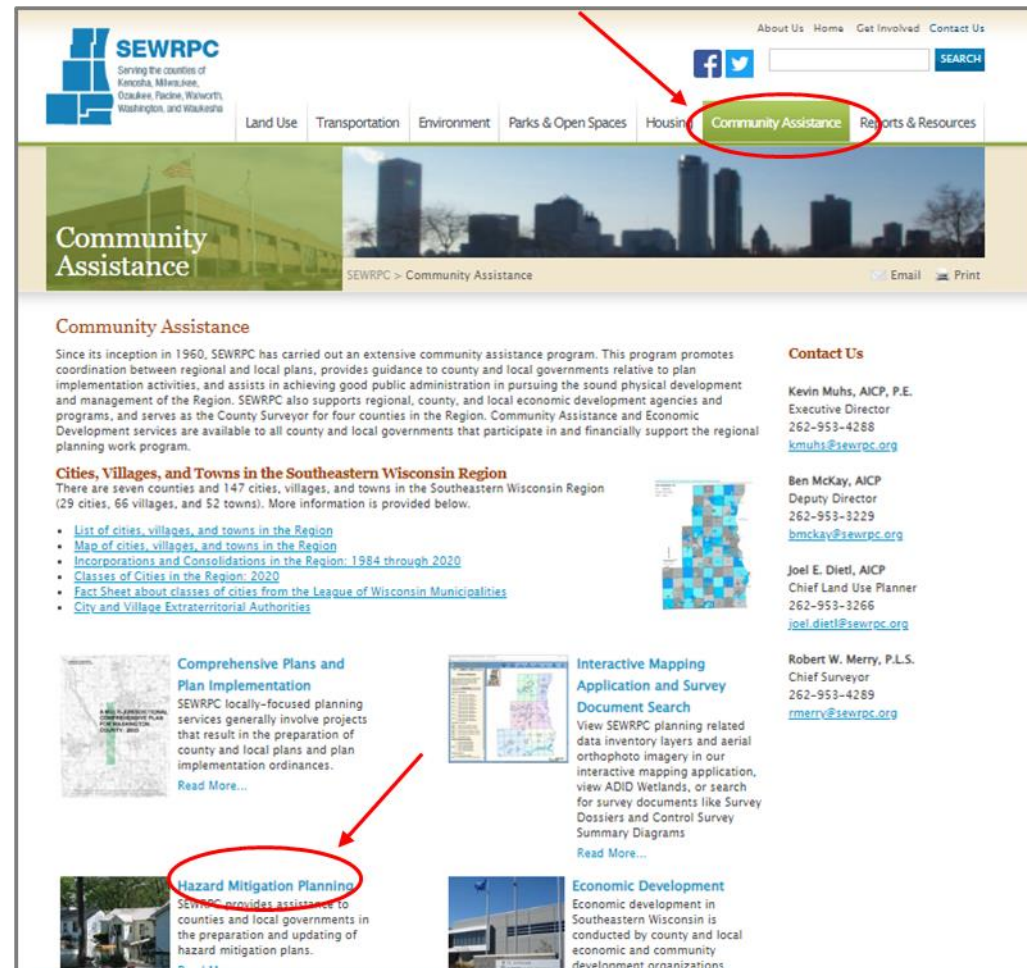 About Us Home Get Involved Contact Us
SEWRPC
Serving the counties of
Kenosha, Milwaukee,
Ozaukee, Racine, Walworth,
Washington, and Waukesha
SEARCH
Land Use Transportation Environment Parks & Open Spaces Housing Community Assistance Reports & Resources
Community
Assistance
SEWRPC > Community Assistance
Email Print
Community Assistance
Since its inception in 1960, SEWRPC has carried out an extensive community assistance program. This program promotes
coordination between regional and local plans, provides guidance to county and local governments relative to plan
implementation activities, and assists in achieving good public administration in pursuing the sound physical development
and management of the Region. SEWRPC also supports regional, county, and local economic development agencies and
programs, and serves as the County Surveyor for four counties in the Region. Community Assistance and Economic
Development services are available to all county and local governments that participate in and financially support the regional
planning work program.
Cities, Villages, and Towns in the Southeastern Wisconsin Region
There are seven counties and 147 cities, villages, and towns in the Southeastern Wisconsin Region
(29 cities, 66 villages, and 52 towns). More information is provided below.
• List of cities, villages, and towns in the Region
• Map of cities, villages, and towns in the Region
• Incorporations and Consolidations in the Region: 1984 through 2020
• Classes of Cities in the Region: 2020
• Fact Sheet about classes of cities from the League of Wisconsin Municipalities
• City and Village Extraterritorial Authorities
Contact Us
Kevin Muhs, AICP, P.E.
Executive Director
262-953-4288
kmuhs@sewrpc.org
Ben McKay, AICP
Deputy Director
262-953-3229
bmckay@sewrpc.org
Joel E. Dietl, AICP
Chief Land Use Planner
262-953-3266
joel.dietl@sewrpc.org
Robert W. Merry, P.L.S.
Chief Surveyor
262-953-4289
rmerry@sewrpc.org
A MULTI-JURISDICTIONAL
COMPREHENSIVE PLAN
FOR WASHINGTON
COUNTY: 2035
Comprehensive Plans and
Plan Implementation
SEWRPC locally-focused planning
services generally involve projects
that result in the preparation of
county and local plans and plan
implementation ordinances.
Read More...
Interactive Mapping
Application and Survey
Document Search
View SEWRPC planning related
data inventory layers and aerial
orthophoto imagery in our
interactive mapping application,
view ADID Wetlands, or search
for survey documents like Survey
Dossiers and Control Survey
Summary Diagrams
Read More...
Hazard Mitigation Planning
SEWRPC provides assistance to
counties and local governments in
the preparation and updating of
hazard mitigation plans.
Economic Development
Economic development in
Southeastern Wisconsin is
conducted by county and local
economic and community
development organizations